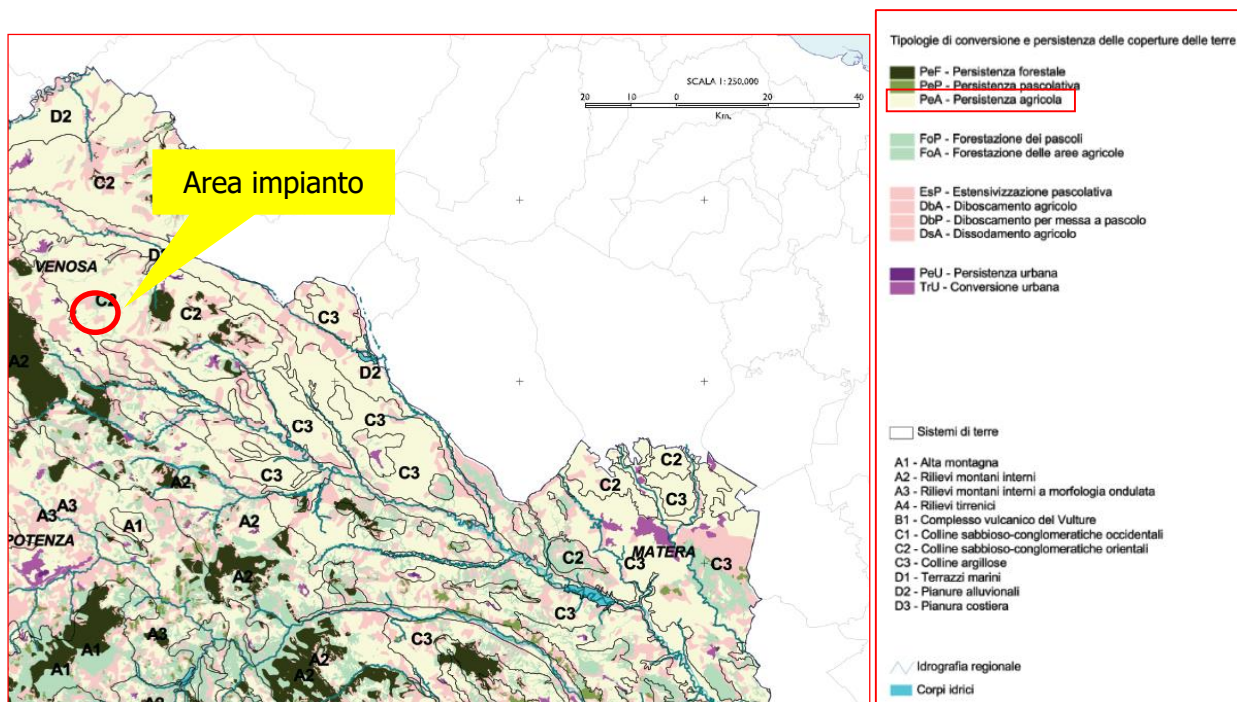 Tipologie di conversione e persistenza delle coperture delle terre
PeF - Persistenza forestale
PeP - Persistenza pascolativa
PeA - Persistenza agricola
FoP - Forestazione dei pascoli
FoA - Forestazione delle aree agricole
EsP - Estensivizzazione pascolativa
DbA - Diboscamento agricolo
DbP - Diboscamento per messa a pascolo
DsA - Dissodamento agricolo
PeU - Persistenza urbana
TrU - Conversione urbana
Sistemi di terre
A1 - Alta montagna
A2 - Rilievi montani interni
A3 - Rilievi montani interni a morfologia ondulata
A4 - Rilievi tirrenici
B1 - Complesso vulcanico del Vulture
C1 - Colline sabbioso-conglomeratiche occidentali
C2 - Colline sabbioso-conglomeratiche orientali
C3 - Colline argillose
D1 - Terrazzi marini
D2 - Pianure alluvionali
D3 - Pianura costiera
Idrografia regionale
Corpi idrici
SCALA 1:250.000
20 10 0 20 40
Km.
D2
C2
Area impianto
VENOSA
C2
C2
C3
A2
D2
C3
C3
C3
C3
C2
C2
C3
A2
A3
A3
A1
A2
POTENZA
MATERA
C2
C3
C3
A2
C3
A3
A1
A1
C3
A2
A2